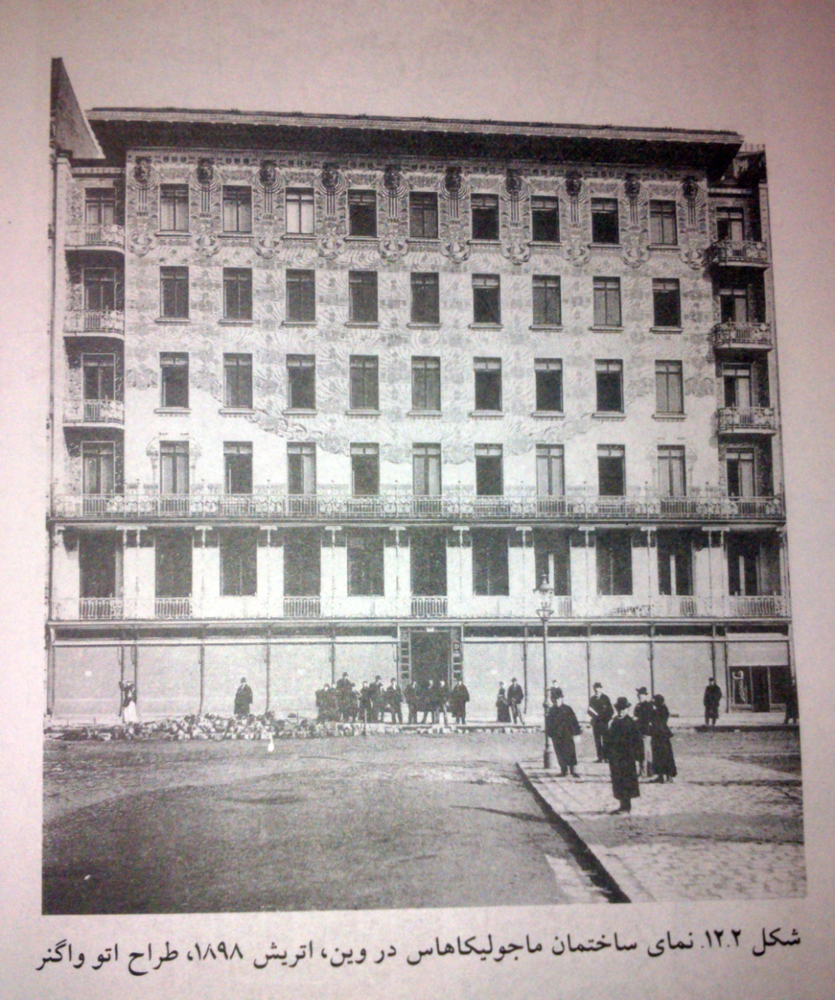 شکل ۱۲.۲. نمای ساختمان ماجولیکاهاس در وین، اتریش ۱۸۹۸، طراح اتو واگنر